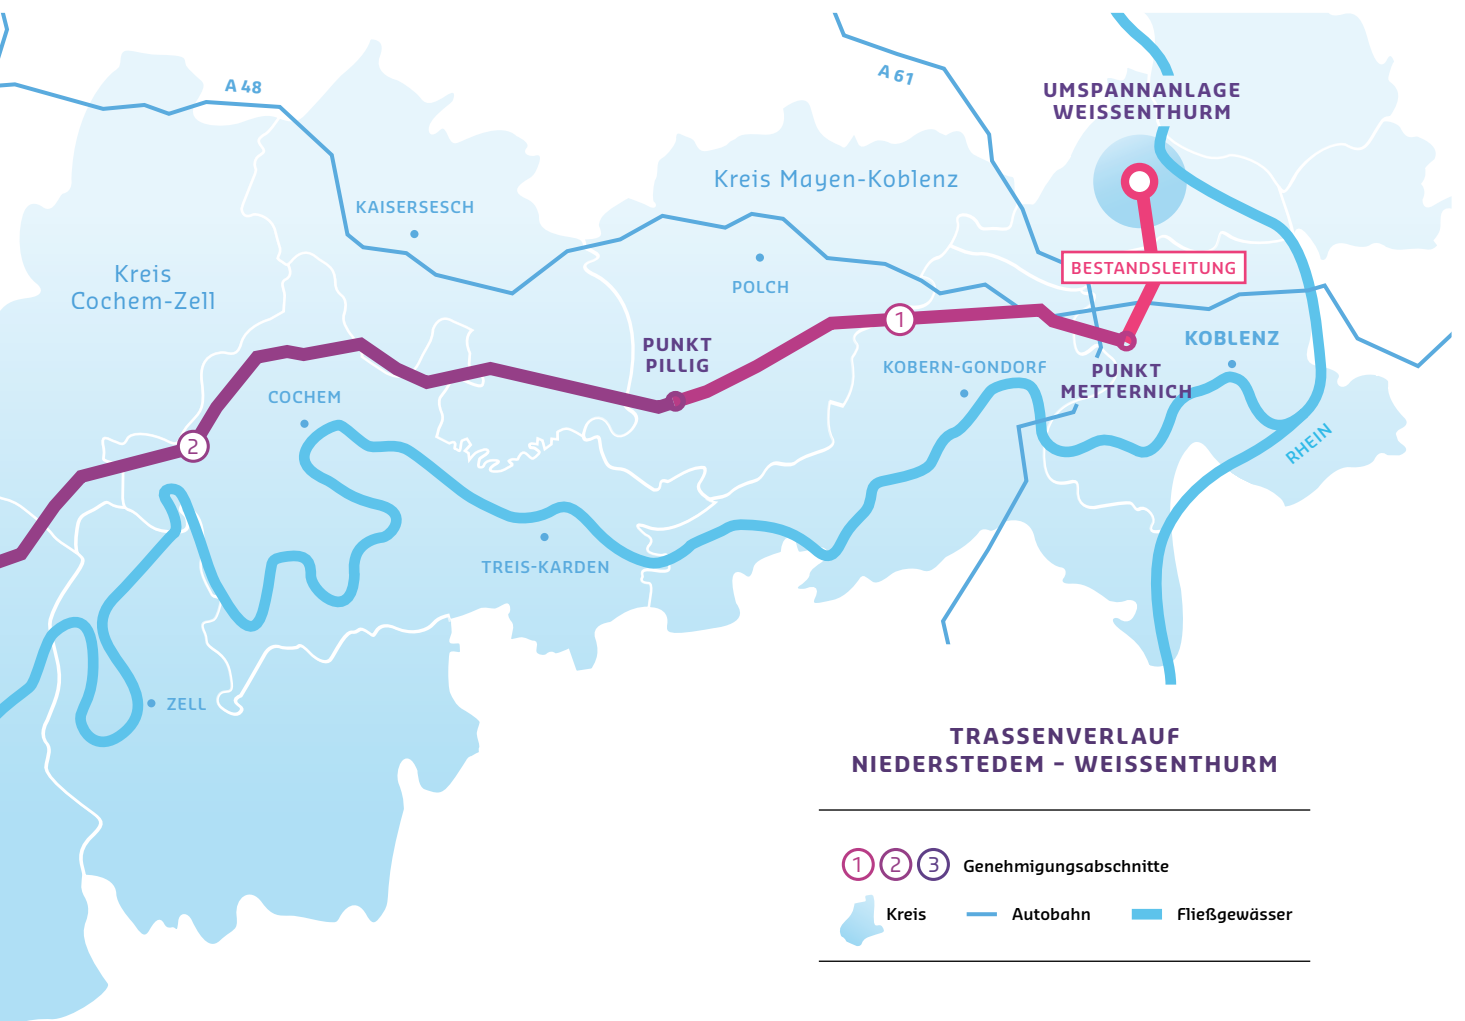 A 48
A 61
UMSPANNANLAGE
WEISSENTHURM
Kreis Mayen-Koblenz
KAISERSESCH
Kreis
Cochem-Zell
BESTANDSLEITUNG
POLCH
1
PUNKT
PILLIG
KOBLENZ
KOBERN-GONDORF
PUNKT
METTERNICH
COCHEM
2
RHEIN
TREIS-KARDEN
ZELL
TRASSENVERLAUF
NIEDERSTEDEM – WEISSENTHURM
1 2 3 Genehmigungsabschnitte
Kreis Autobahn Fließgewässer